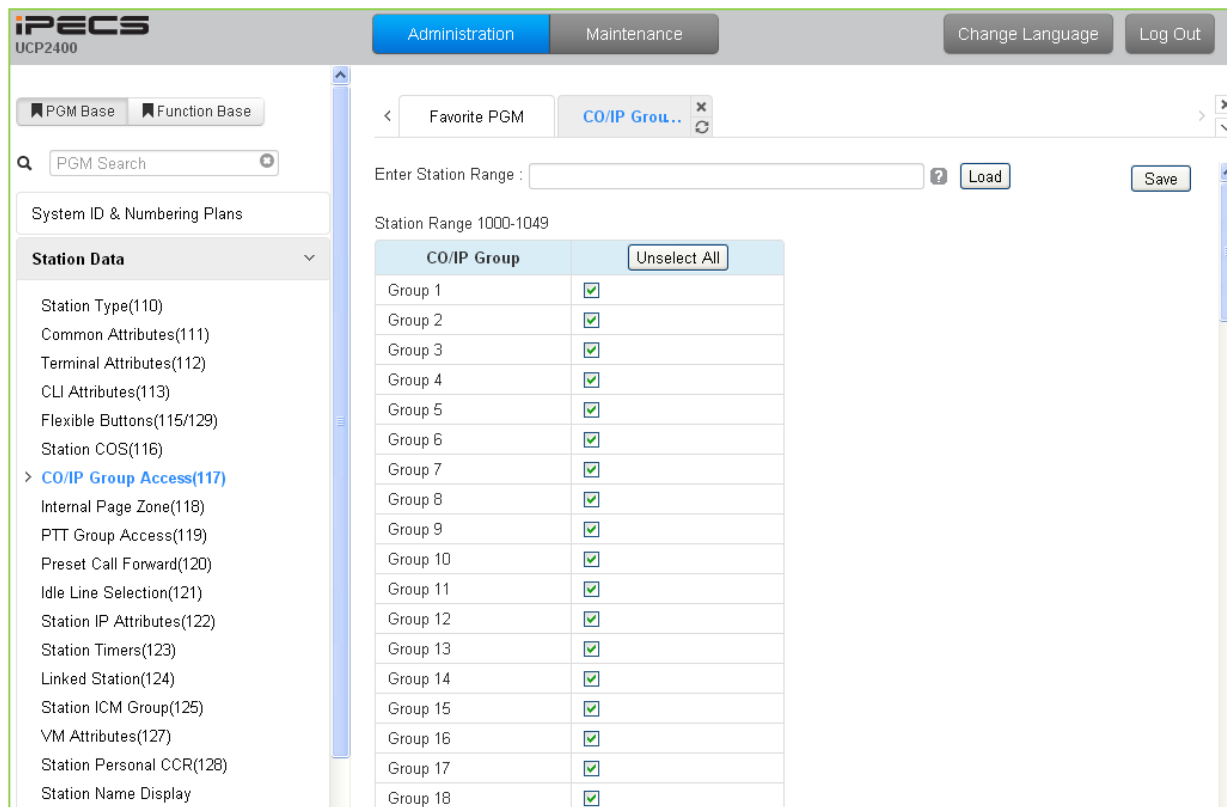 iPECS
UCP2400
Administration
Maintenance
Change Language
Log Out
PGM Base
Function Base
PGM Search
System ID & Numbering Plans
Station Data
Station Type(110)
Common Attributes(111)
Terminal Attributes(112)
CLI Attributes(113)
Flexible Buttons(115/129)
Station COS(116)
CO/IP Group Access(117)
Internal Page Zone(118)
PTT Group Access(119)
Preset Call Forward(120)
Idle Line Selection(121)
Station IP Attributes(122)
Station Timers(123)
Linked Station(124)
Station ICM Group(125)
VM Attributes(127)
Station Personal CCR(128)
Station Name Display
Favorite PGM
CO/IP Grou...
Enter Station Range :
?
Load
Save
Station Range 1000-1049
CO/IP Group
Unselect All
Group 1
Group 2
Group 3
Group 4
Group 5
Group 6
Group 7
Group 8
Group 9
Group 10
Group 11
Group 12
Group 13
Group 14
Group 15
Group 16
Group 17
Group 18